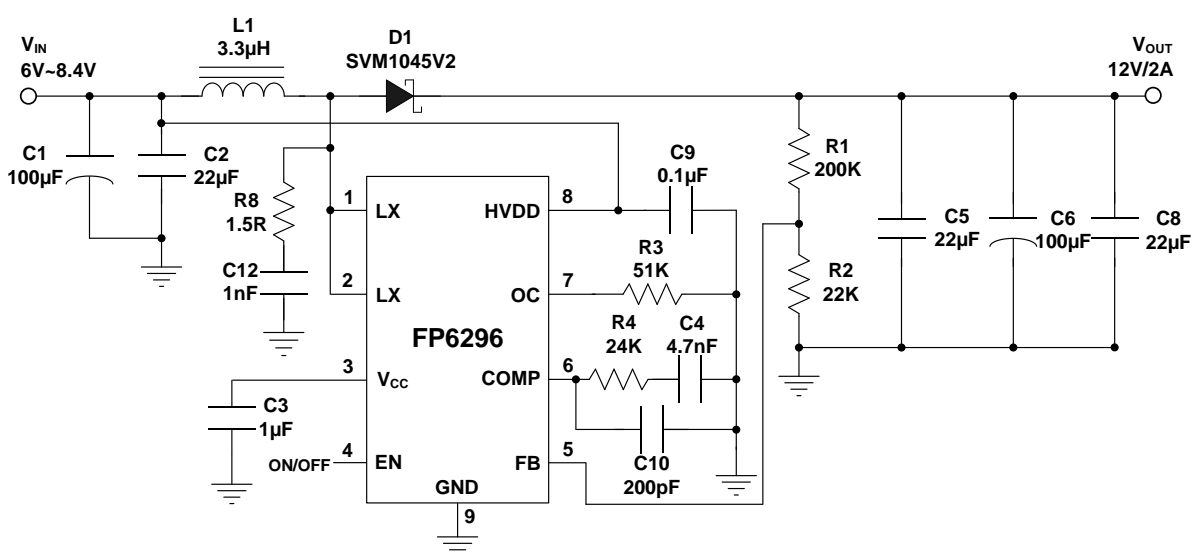 L1
3.3µH
D1
SVM1045V2
VIN
6V~8.4V
VOUT
12V/2A
C1
100µF
C2
22µF
R8
1.5R
C12
1nF
C9
0.1µF
R1
200K
R2
22K
C5
22µF
C6
100µF
C8
22µF
1
LX
HVDD
8
R3
51K
2
LX
OC
7
FP6296
R4
24K
C4
4.7nF
3
VCC
COMP
6
C3
1µF
ON/OFF
4
EN
FB
5
C10
200pF
GND
9